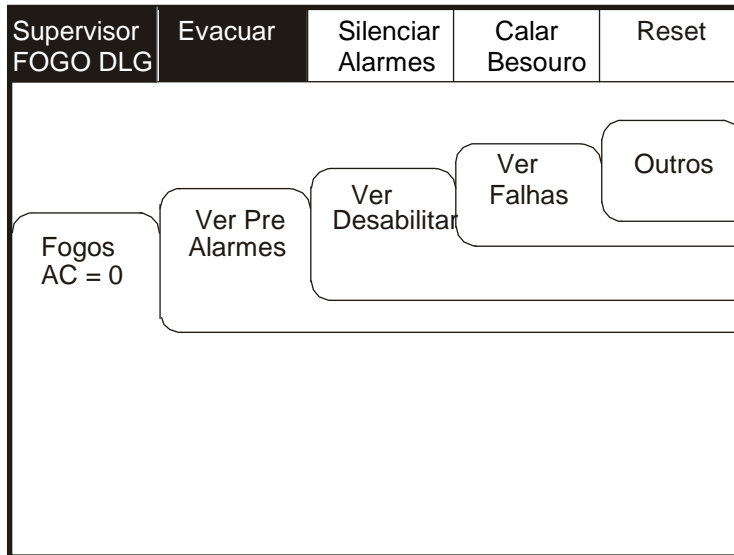 Supervisor
FOGO DLG
Evacuar
Silenciar
Alarmes
Calar
Besouro
Reset
Fogos
AC = 0
Ver Pre
Alarmes
Ver
Desabilitar
Ver
Falhas
Outros